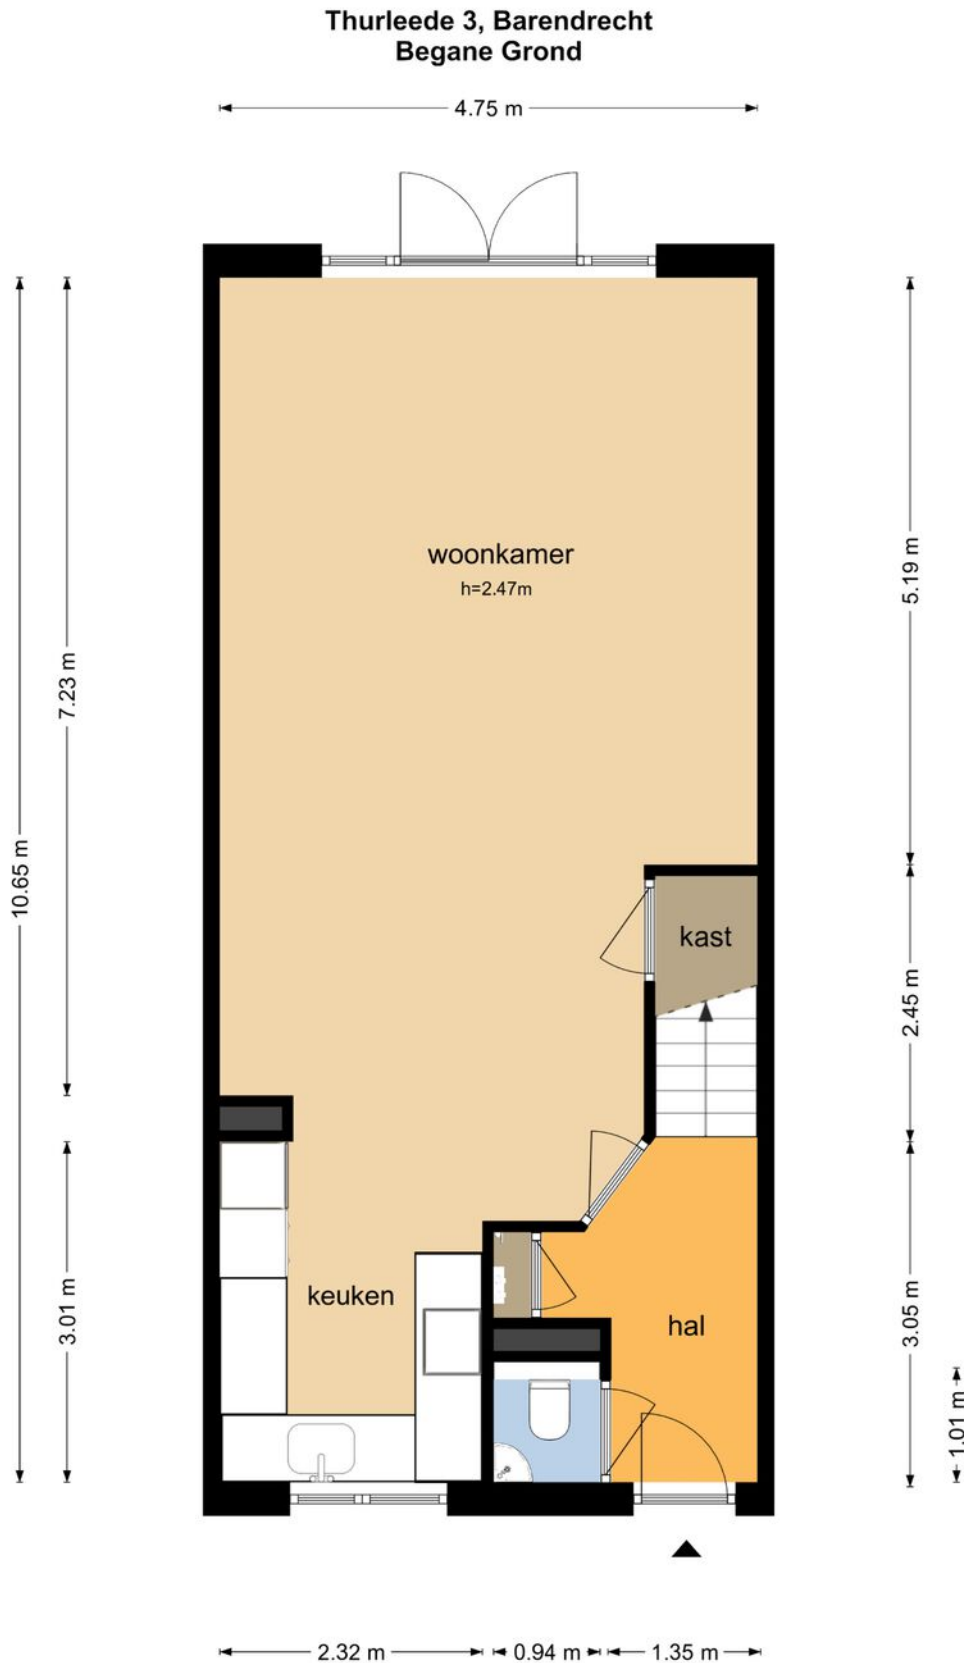 Thurleede 3, Barendrecht
Begane Grond
4.75 m
woonkamer
h=2.47m
5.19 m
7.23 m
10.65 m
kast
2.45 m
keuken
hal
3.01 m
3.05 m
1.01 m
2.32 m
0.94 m
1.35 m